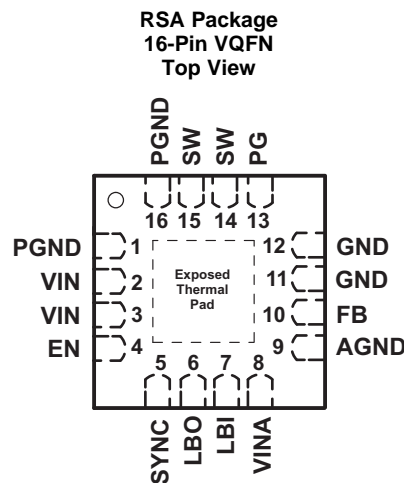 RSA Package
16-Pin VQFN
Top View
PGND
SW
SW
PG
16 15 14 13
PGND 1
VIN 2
VIN 3
EN 4
12 GND
11 GND
10 FB
9 AGND
Exposed
Thermal
Pad
5 6 7 8
SYNC
LBO
LBI
VINA